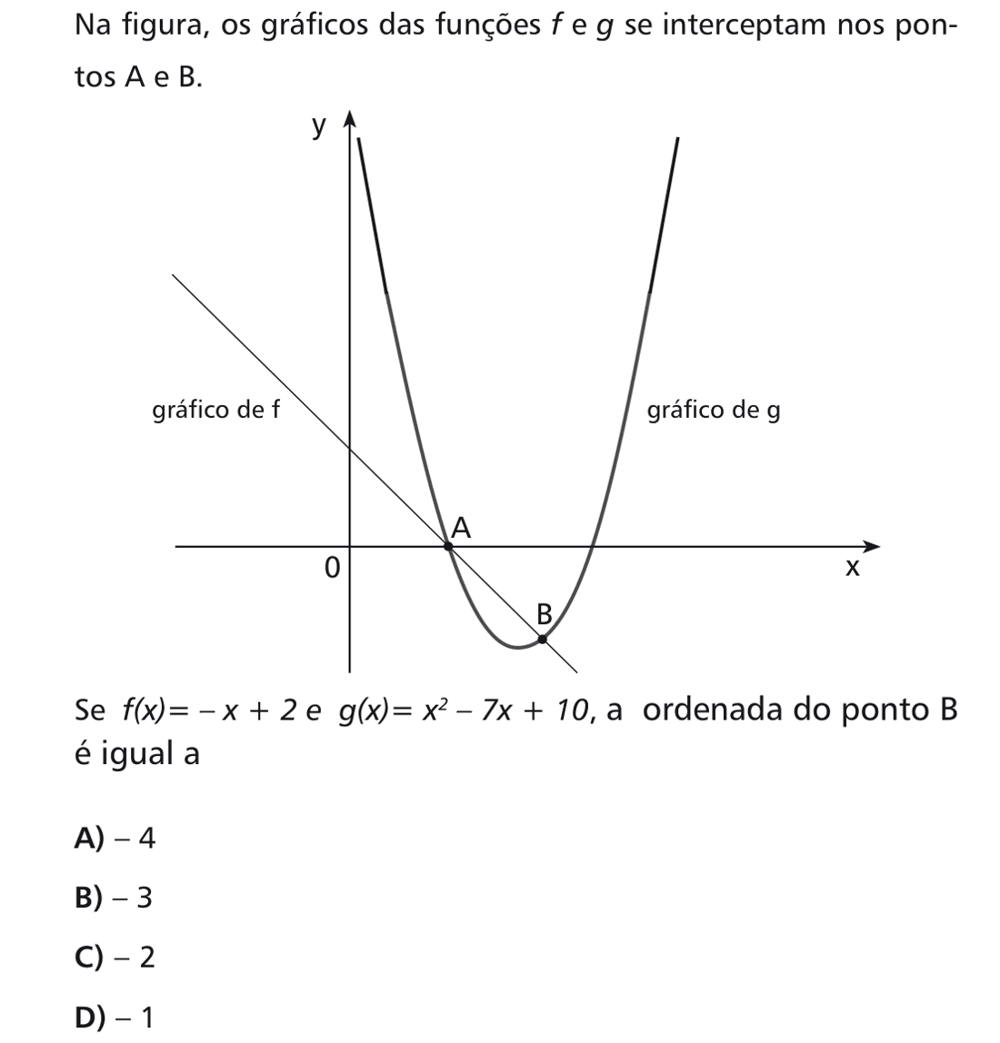 Na figura, os gráficos das funções f e g se interceptam nos pon-
tos A e B.
y
gráfico de f
gráfico de g
A
0
x
B
Se f(x)= – x + 2 e g(x)= x² – 7x + 10, a ordenada do ponto B
é igual a
A) – 4
B) – 3
C) – 2
D) – 1